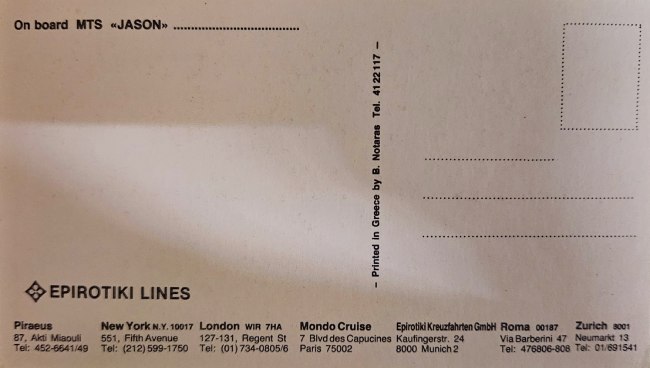 On board MTS «JASON» ........................................
- Printed in Greece by B. Notaras Tel. 4122117 -
EPIROTIKI LINES
Piraeus
87, Akti Miaouli
Tel: 452-6641/49
New York N.Y. 10017
551, Fifth Avenue
Tel: (212) 599-1750
London WIR 7HA
127-131, Regent St
Tel: (01) 734-0805/6
Mondo Cruise
7 Blvd des Capucines
Paris 75002
Epirotiki Kreuzfahrten GmbH
Kaufingerstr. 24
8000 Munich 2
Roma 00187
Via Barberini 47
Tel: 476806-808
Zurich 8001
Neumarkt 13
Tel: 01/691541